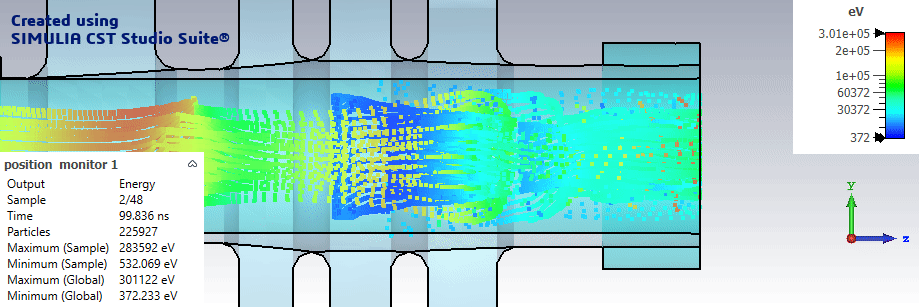 Created using
SIMULIA CST Studio Suite®
eV
3.01e+05
2e+05
1e+05
60372
30372
372
position monitor 1
Output Energy
Sample 2/48
Time 99.836 ns
Particles 225927
Maximum (Sample) 283592 eV
Minimum (Sample) 532.069 eV
Maximum (Global) 301122 eV
Minimum (Global) 372.233 eV
y
z